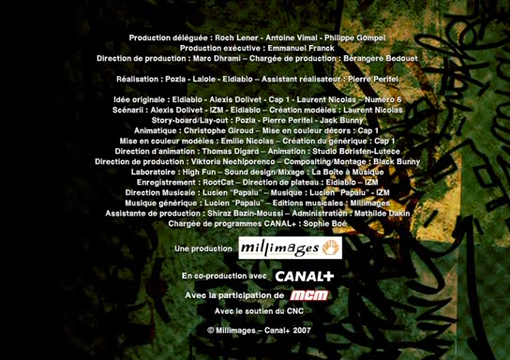 Production déléguée : Roch Lener - Antoine Vimal - Philippe Gompel
Production exécutive : Emmanuel Franck
Direction de production : Marc Dhrami – Chargée de production : Bérangère Bedouet
Réalisation : Pozla - Lalole - Eldiablo – Assistant réalisateur : Pierre Perifel
Idée originale : Eldiablo - Alexis Dolivet - Cap 1 - Laurent Nicolas – Numéro 6
Scénarii : Alexis Dolivet - IZM - Eldiablo – Création modèles : Laurent Nicolas
Story-board/Lay-out : Pozla - Pierre Perifel - Jack Bunny
Animatique : Christophe Giroud – Mise en couleur décors : Cap 1
Mise en couleur modèles : Emilie Nicolas – Création du générique : Cap 1
Direction d'animation : Thomas Digard – Animation : Studio Boristen-Lutece
Direction de production : Viktoria Nechiporenco – Compositing/Montage : Black Bunny
Laboratoire : High Fun – Sound design/Mixage : La Boîte à Musique
Enregistrement : RootCat – Direction de plateau : Eldiablo – IZM
Direction Musicale : Lucien "Papalu" – Musique : Lucien "Papalu" - IZM
Musique générique : Lucien "Papalu" – Editions musicales : Millimages
Assistante de production : Shiraz Bazin-Moussi – Administration : Mathilde Dakin
Chargée de programmes CANAL+ : Sophie Boé
Une production millimages
En co-production avec CANAL+
Avec la participation de mcm
Avec le soutien du CNC
© Millimages – Canal+ 2007